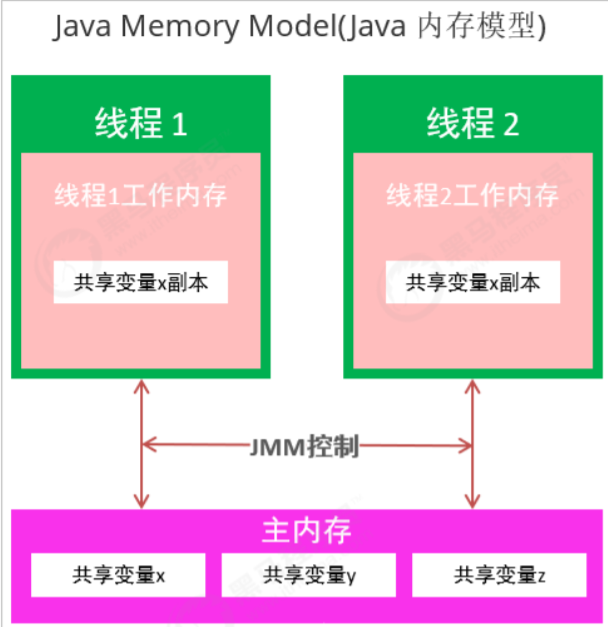 Java Memory Model(Java 内存模型)
线程 1
线程 2
线程1工作内存
线程2工作内存
共享变量x副本
共享变量x副本
JMM控制
主内存
共享变量x
共享变量y
共享变量z